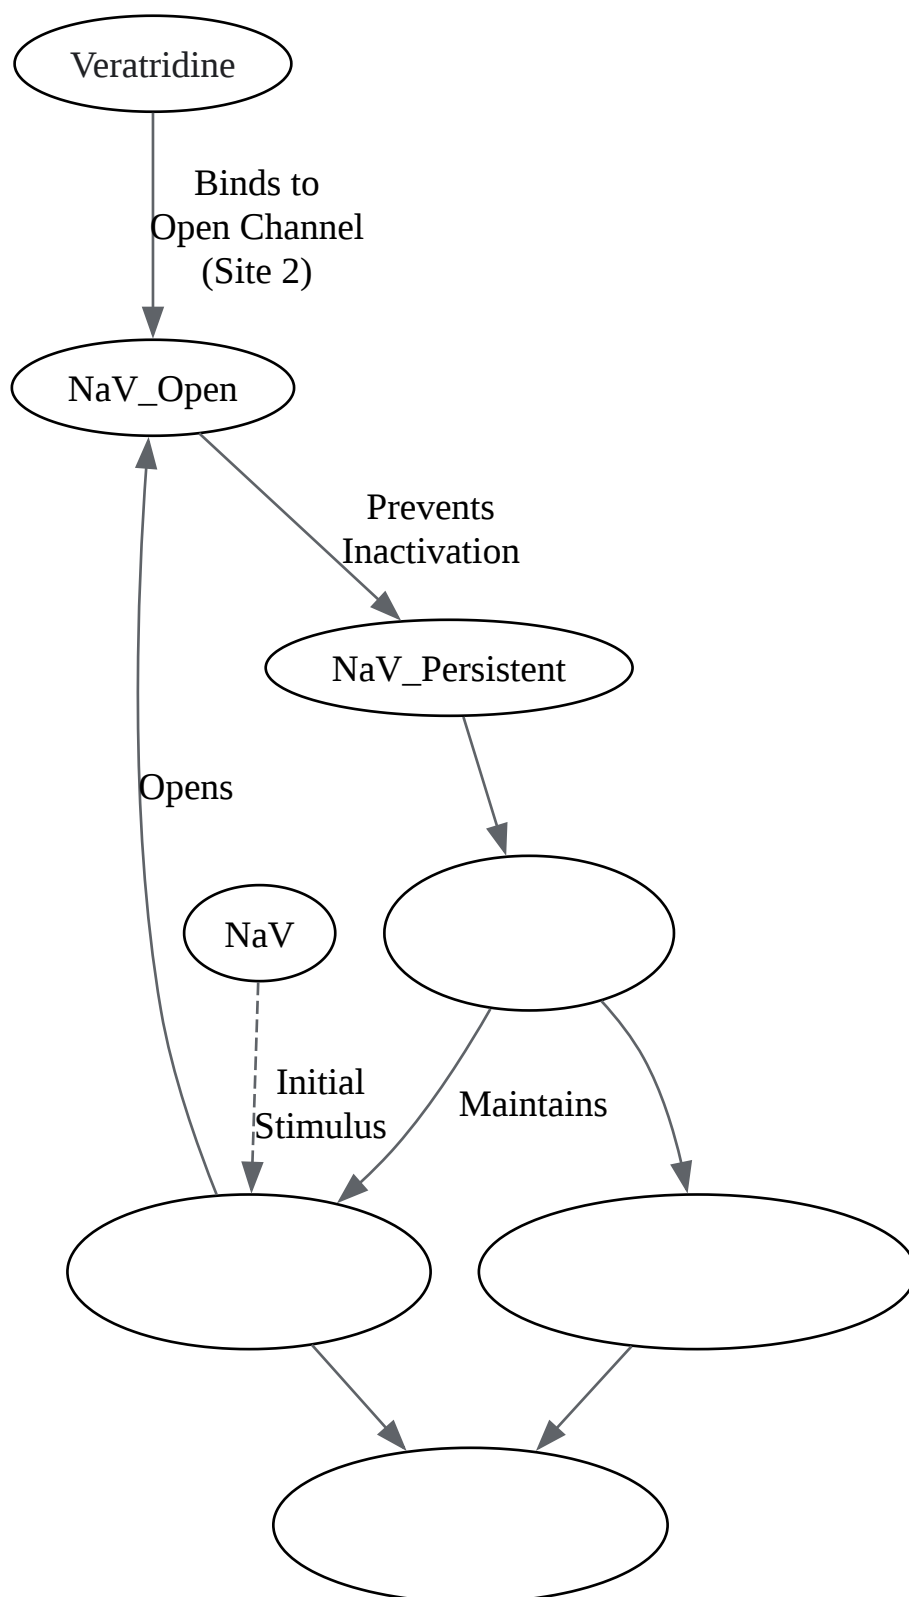 Veratridine
Binds to
Open Channel
(Site 2)
NaV_Open
Prevents
Inactivation
NaV_Persistent
Opens
NaV
Initial
Stimulus
Maintains